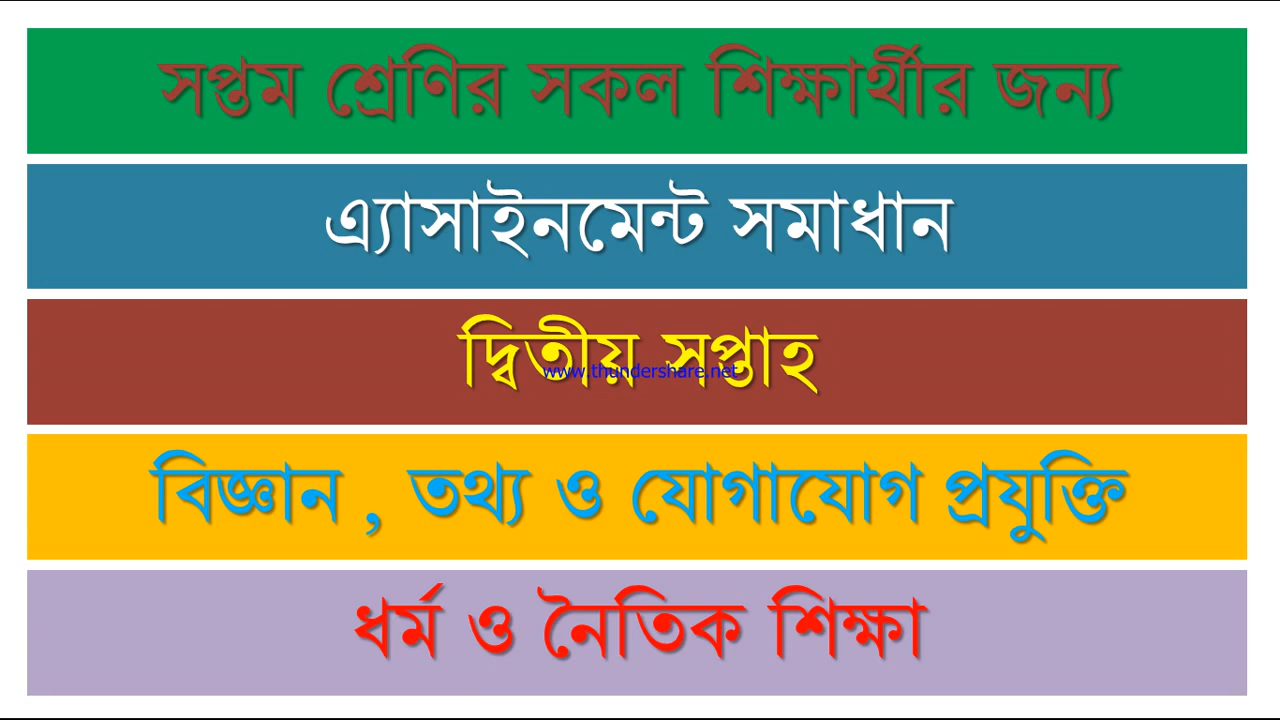 সপ্তম শ্রেণির সকল শিক্ষার্থীর জন্য
এ্যাসাইনমেন্ট সমাধান
দ্বিতীয় সপ্তাহ
www.thundershare.net
বিজ্ঞান , তথ্য ও যোগাযোগ প্রযুক্তি
ধর্ম ও নৈতিক শিক্ষা